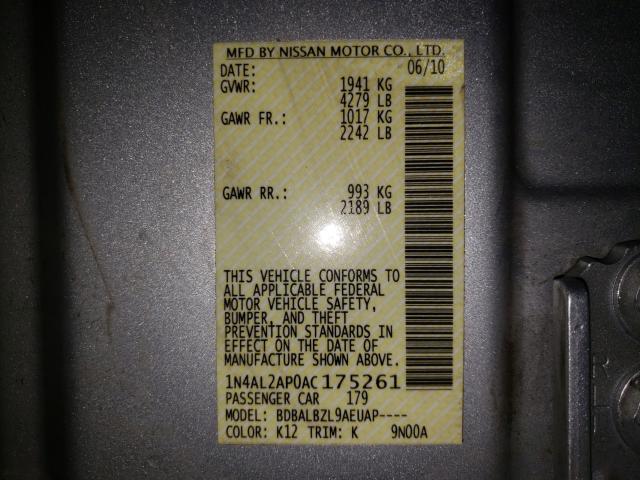 MFD BY NISSAN MOTOR CO., LTD.
DATE: 06/10
GVWR: 1941 KG
4279 LB
GAWR FR.: 1017 KG
2242 LB
GAWR RR.: 993 KG
2189 LB
THIS VEHICLE CONFORMS TO
ALL APPLICABLE FEDERAL
MOTOR VEHICLE SAFETY,
BUMPER, AND THEFT
PREVENTION STANDARDS IN
EFFECT ON THE DATE OF
MANUFACTURE SHOWN ABOVE.
1N4AL2AP0AC175261
PASSENGER CAR 179
MODEL: BDBALBZL9AEUAP----
COLOR: K12 TRIM: K 9N00A